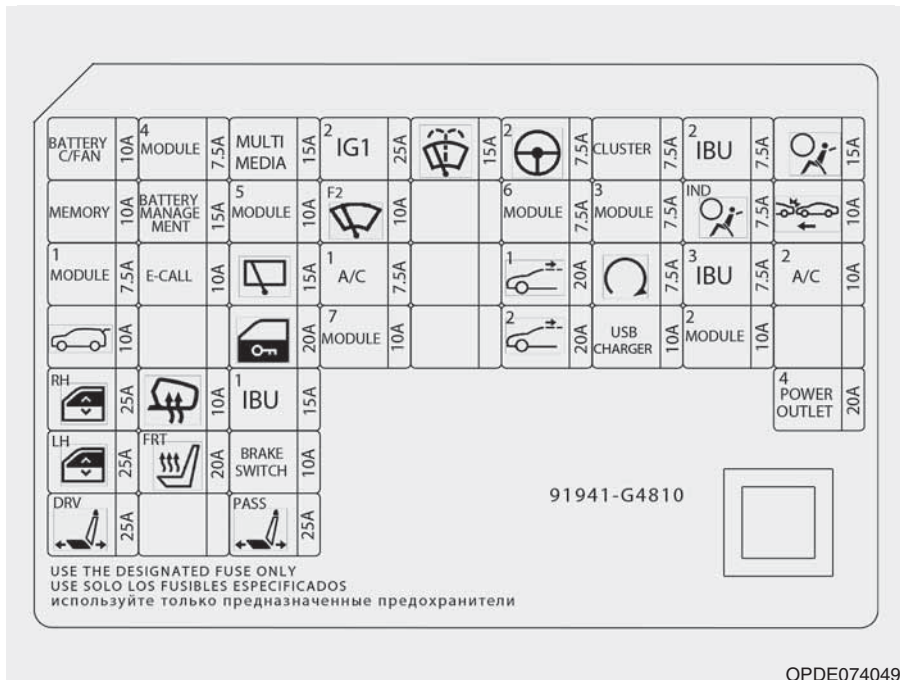 BATTERY
C/FAN
10A
4
MODULE
7.5A
MULTI
MEDIA
15A
2
IG1
25A
15A
2
7.5A
CLUSTER
7.5A
2
IBU
7.5A
15A
MEMORY
10A
BATTERY
MANAGE
MENT
15A
5
MODULE
10A
F2
10A
6
MODULE
7.5A
3
MODULE
7.5A
IND
7.5A
10A
1
MODULE
7.5A
E-CALL
10A
15A
1
A/C
7.5A
1
20A
7.5A
3
IBU
7.5A
2
A/C
10A
10A
20A
7
MODULE
10A
2
20A
USB
CHARGER
10A
2
MODULE
10A
RH
25A
10A
1
IBU
15A
4
POWER
OUTLET
20A
LH
25A
FRT
20A
BRAKE
SWITCH
10A
DRV
25A
PASS
25A
91941-G4810
USE THE DESIGNATED FUSE ONLY
USE SOLO LOS FUSIBLES ESPECIFICADOS
используйте только предназначенные предохранители
OPDE074049